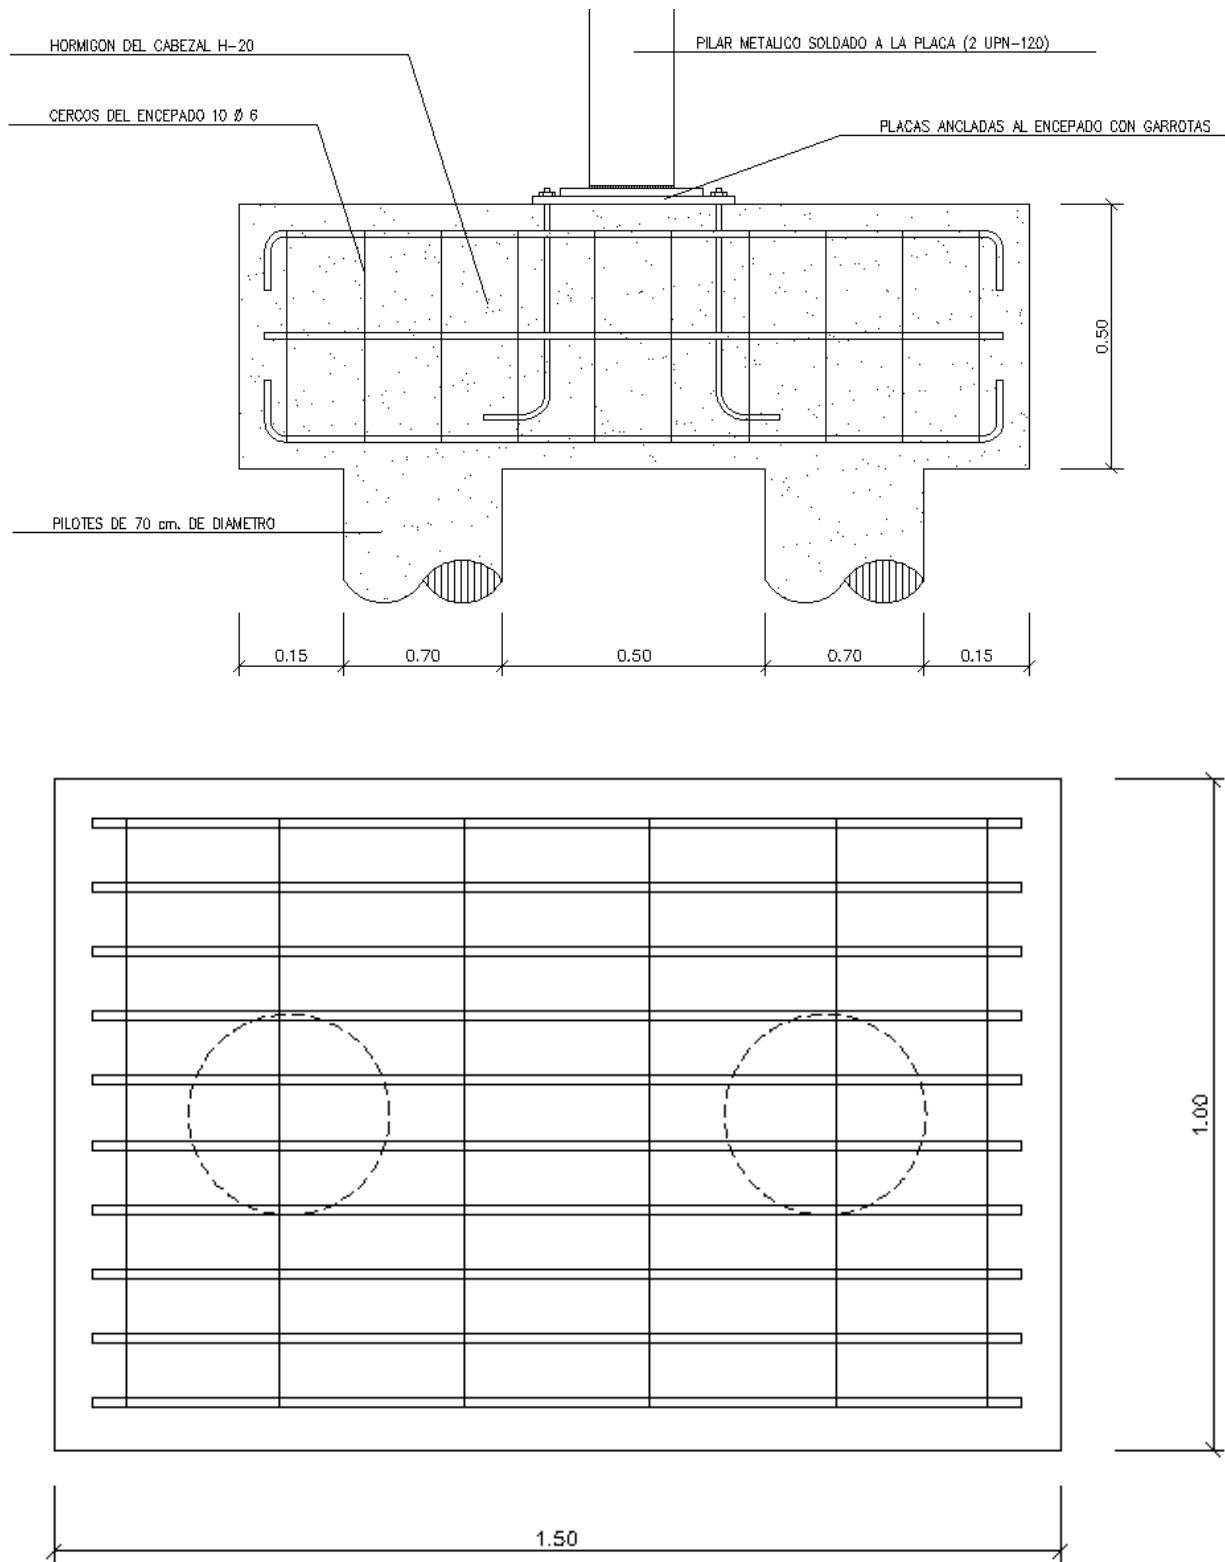 HORMIGON DEL CABEZAL H-20
PILAR METALICO SOLDADO A LA PLACA (2 UPN-120)
CERCOS DEL ENCEPADO 10 Ø 6
PLACAS ANCLADAS AL ENCEPADO CON GARROTAS
0.50
PILOTES DE 70 cm. DE DIAMETRO
0.15
0.70
0.50
0.70
0.15
1.00
1.50